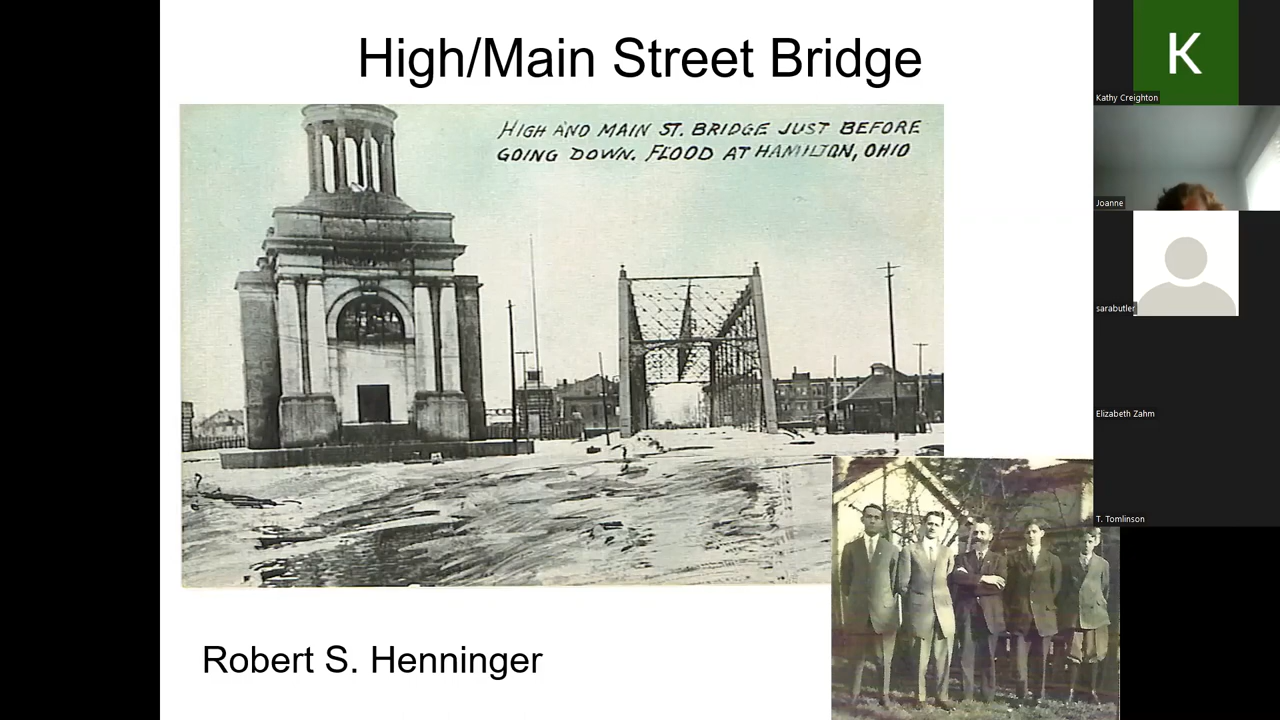 High/Main Street Bridge
HIGH AND MAIN ST. BRIDGE JUST BEFORE
GOING DOWN. FLOOD AT HAMILTON, OHIO
Robert S. Henninger
K
Kathy Creighton
Joanne
sarabutler
Elizabeth Zahm
T. Tomlinson